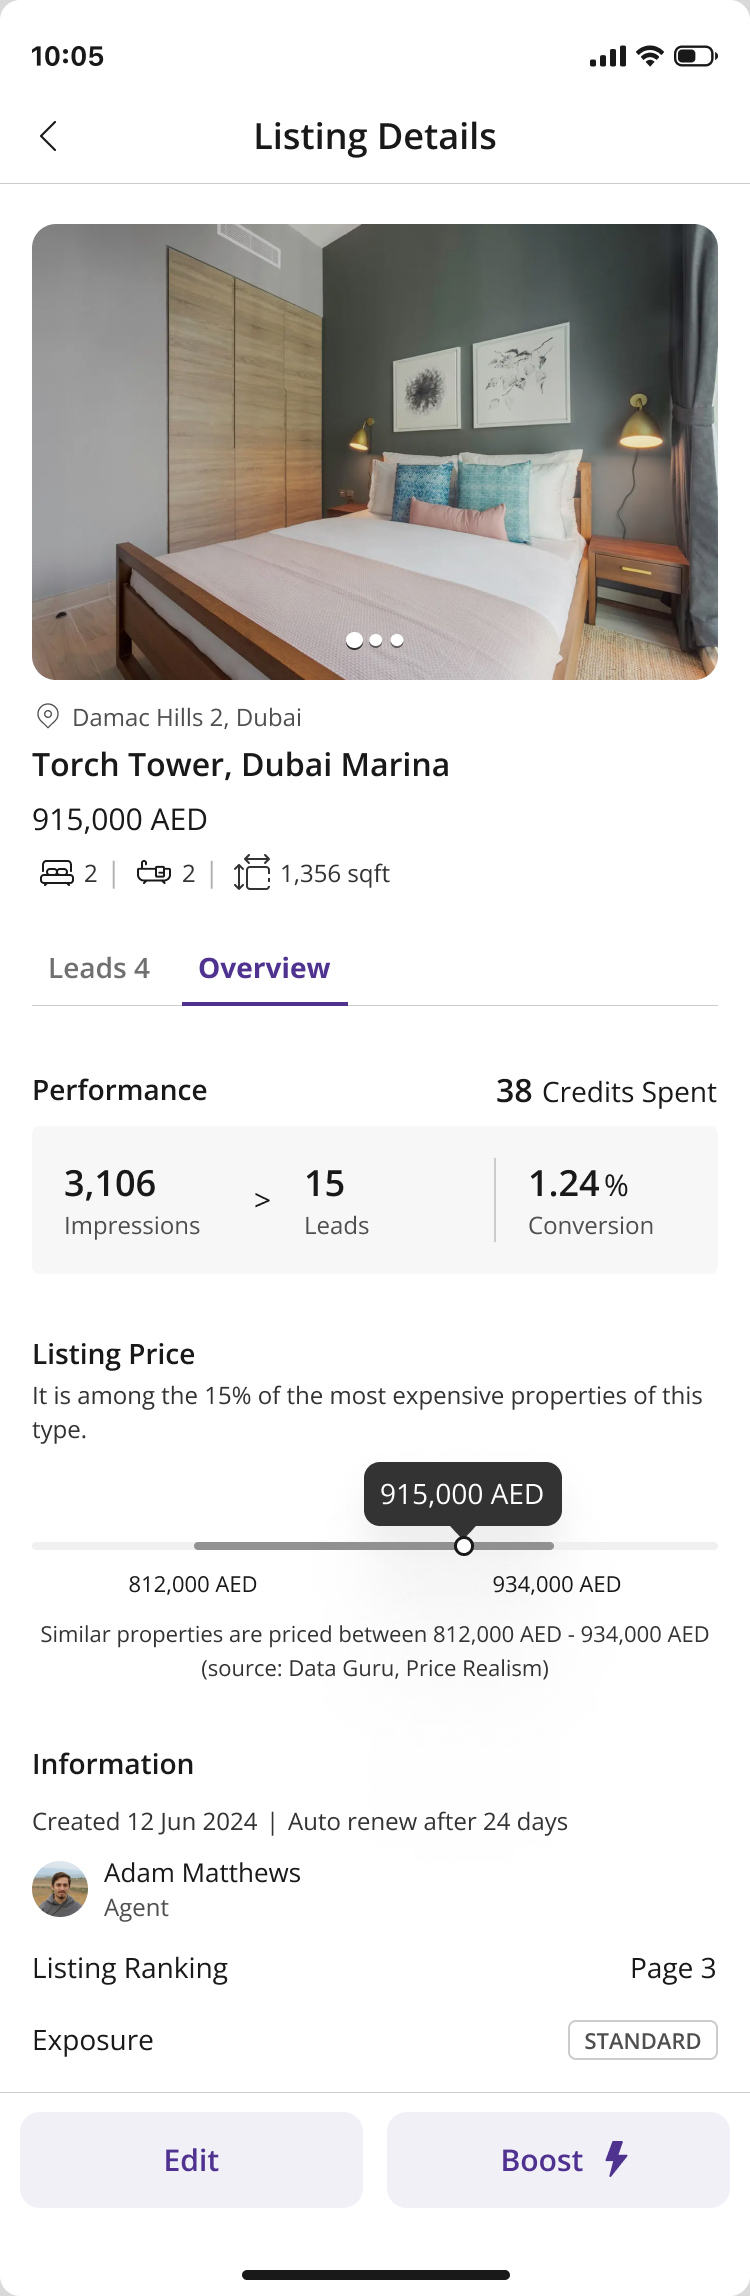 10:05
Listing Details
Damac Hills 2, Dubai
Torch Tower, Dubai Marina
915,000 AED
2 | 2 | 1,356 sqft
Leads 4 Overview
Performance 38 Credits Spent
3,106 > 15 1.24 %
Impressions Leads Conversion
Listing Price
It is among the 15% of the most expensive properties of this
type.
915,000 AED
812,000 AED 934,000 AED
Similar properties are priced between 812,000 AED - 934,000 AED
(source: Data Guru, Price Realism)
Information
Created 12 Jun 2024 | Auto renew after 24 days
Adam Matthews
Agent
Listing Ranking Page 3
Exposure STANDARD
Edit Boost